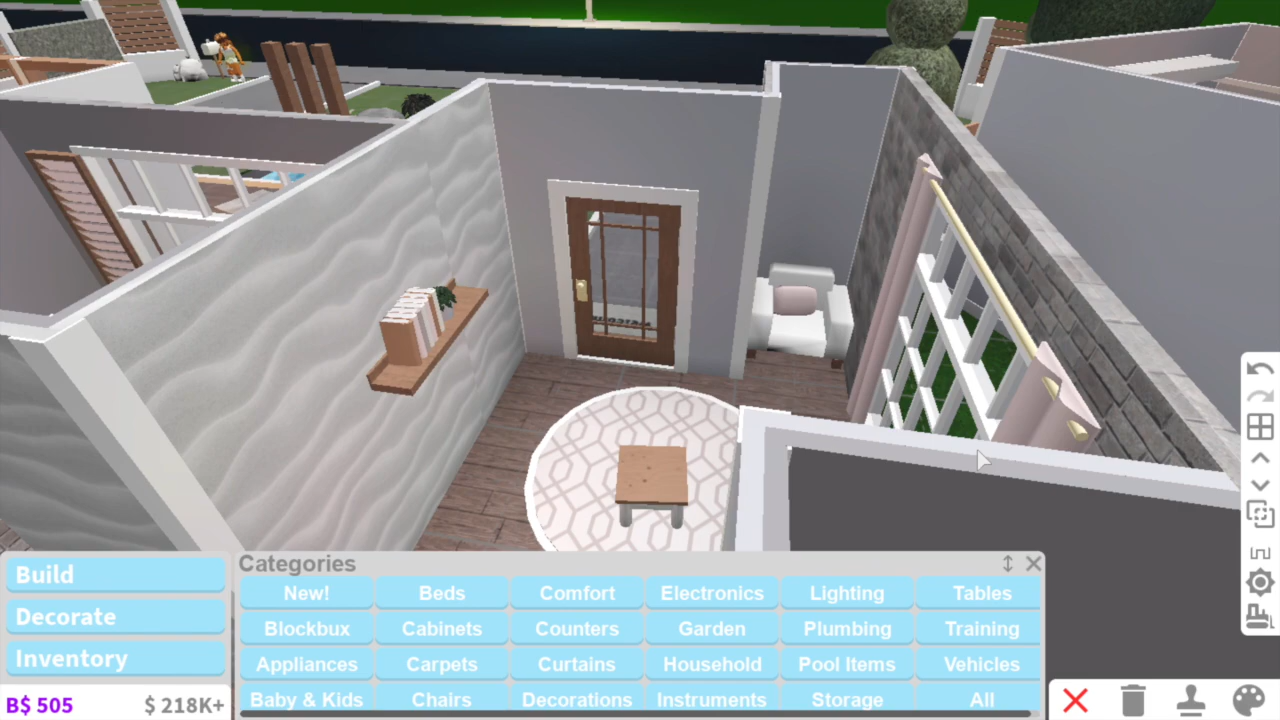 Build
Decorate
Inventory
B$ 505 $ 218K+
Categories
New! Beds Comfort Electronics Lighting Tables
Blockbux Cabinets Counters Garden Plumbing Training
Appliances Carpets Curtains Household Pool Items Vehicles
Baby & Kids Chairs Decorations Instruments Storage All